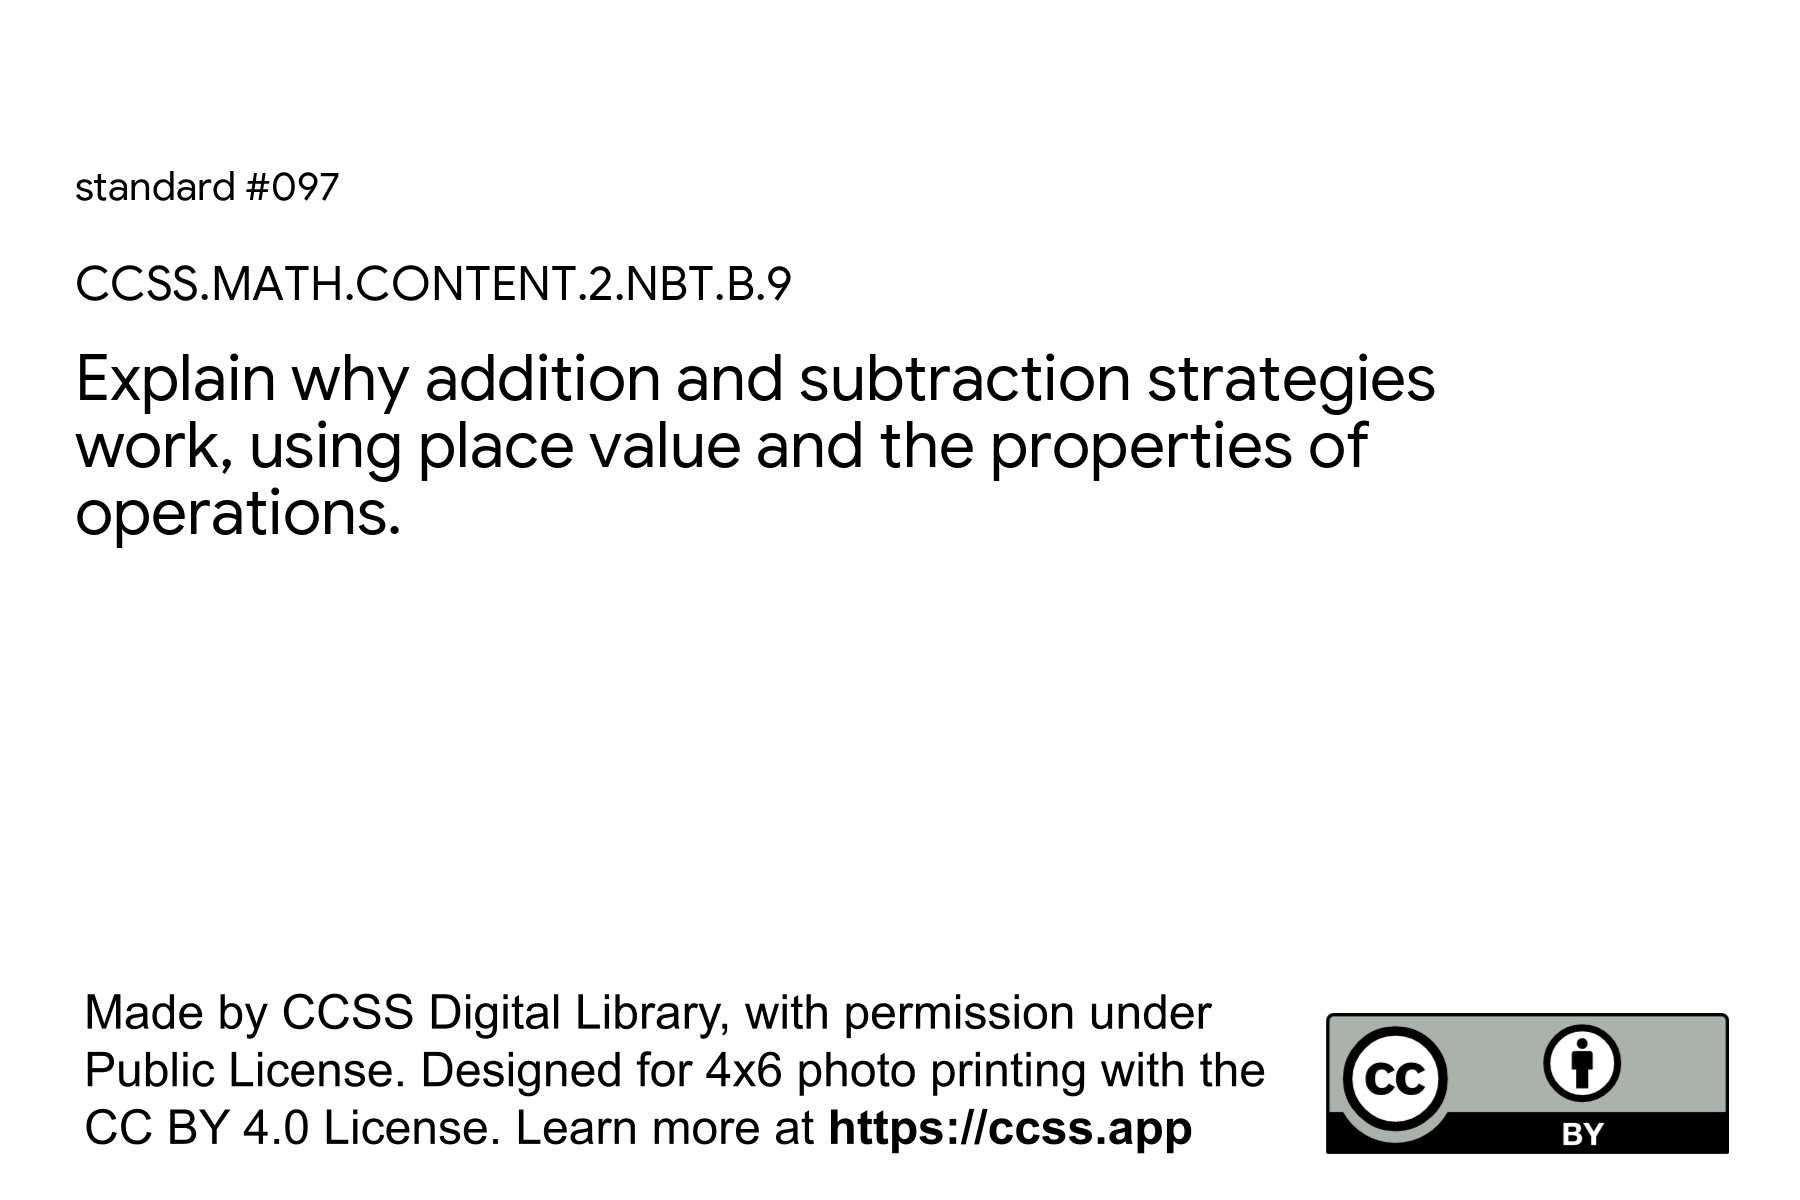 standard #097
CCSS.MATH.CONTENT.2.NBT.B.9
Explain why addition and subtraction strategies
work, using place value and the properties of
operations.
Made by CCSS Digital Library, with permission under
Public License. Designed for 4x6 photo printing with the
CC BY 4.0 License. Learn more at https://ccss.app
CC
BY